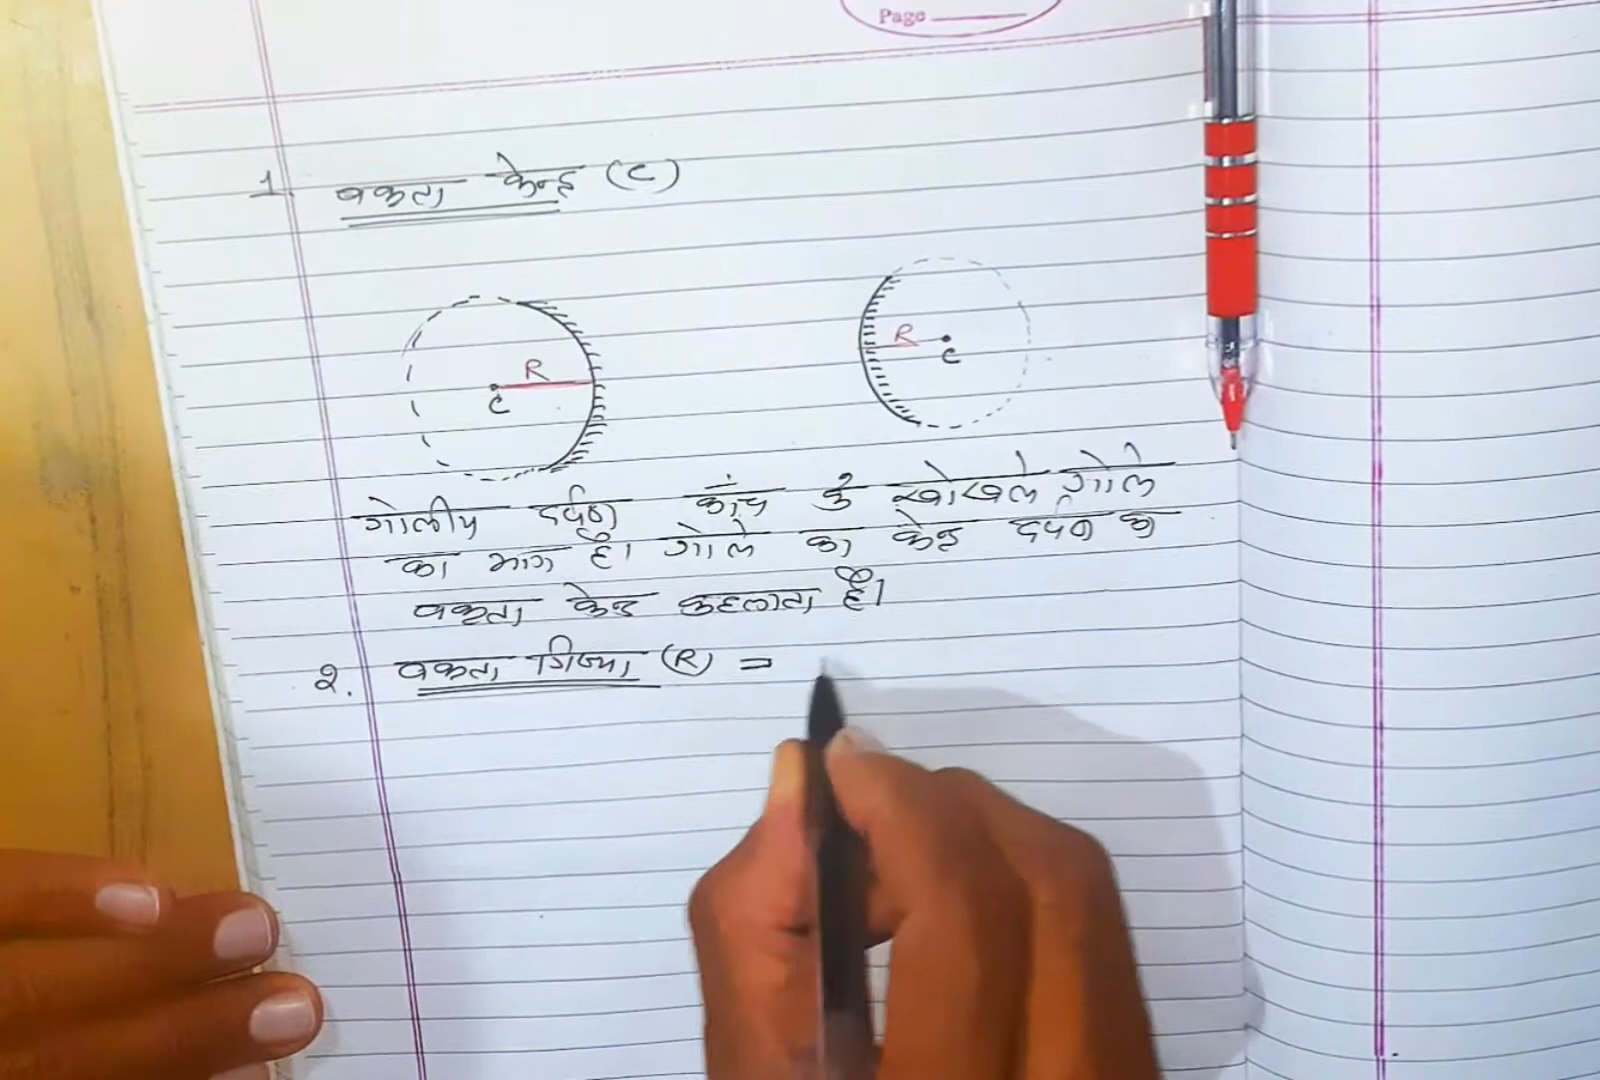 Page
1. वक्रता केन्द्र (C)
R
C
R
C
गोलीय दर्पण कांच के खोखले गोले
का भाग है। गोले का केन्द्र दर्पण का
वक्रता केन्द्र कहलाता है।
2. वक्रता त्रिज्या (R) =